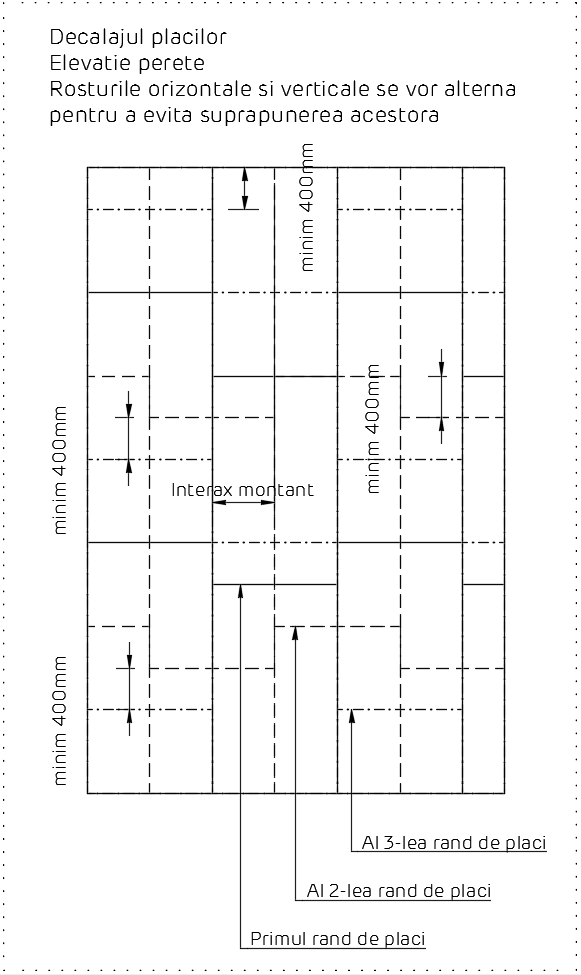 Decalajul placilor
Elevatie perete
Rosturile orizontale si verticale se vor alterna
pentru a evita suprapunerea acestora
minim 400mm
minim 400mm
minim 400mm
Interax montant
minim 400mm
Al 3-lea rand de placi
Al 2-lea rand de placi
Primul rand de placi